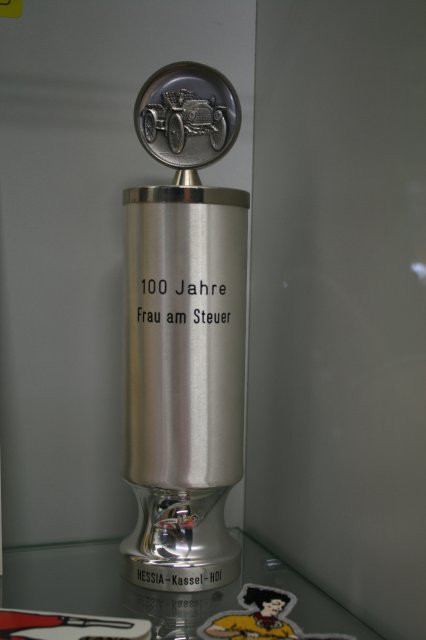 100 Jahre
Frau am Steuer
HESSIA-Kassel-HDI